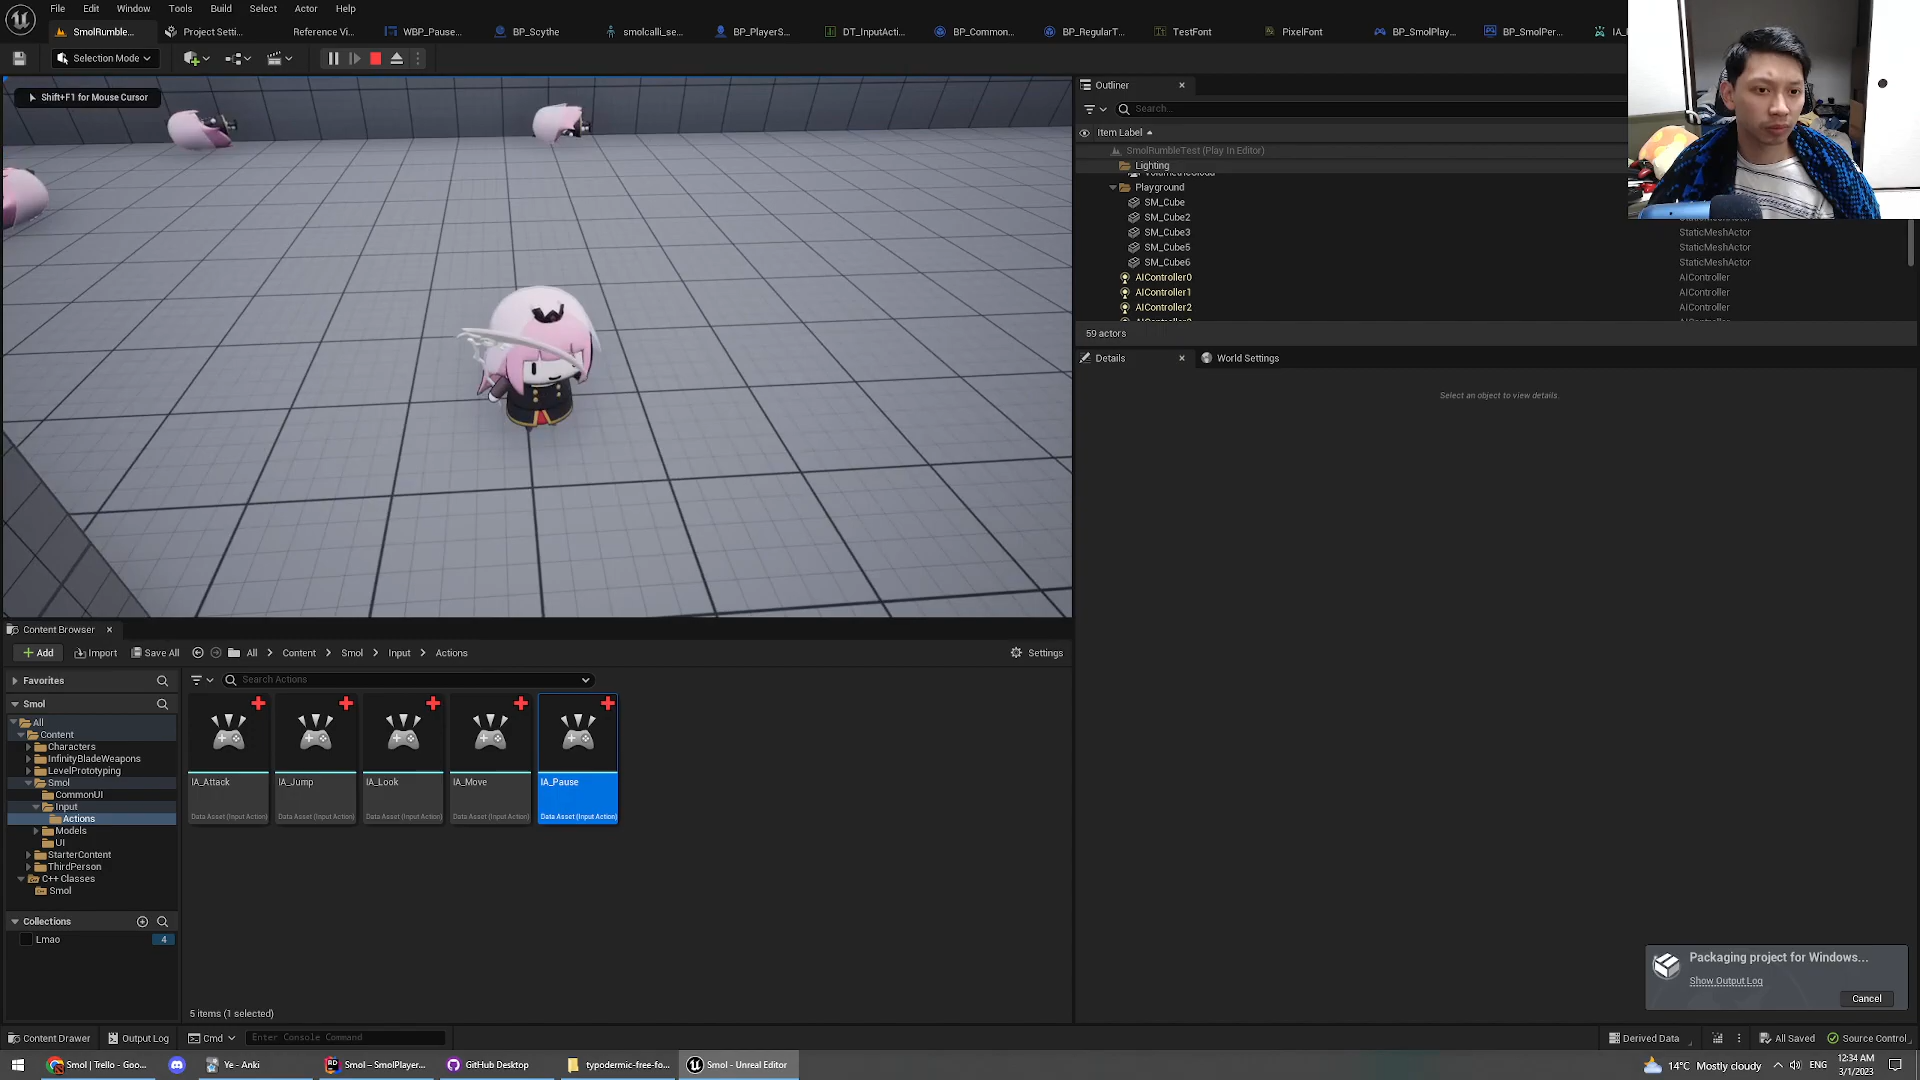 File Edit Window Tools Build Select Actor Help
SmolRumble... Project Setti... Reference Vi... WBP_Pause... BP_Scythe smolcalli_se... BP_PlayerS... DT_InputActi... BP_Common... BP_RegularT... TestFont PixelFont BP_SmolPlay... BP_SmolPer...
Selection Mode
Shift+F1 for Mouse Cursor
Outliner
Search...
Item Label
SmolRumbleTest (Play In Editor)
Lighting
Playground
SM_Cube
SM_Cube2
SM_Cube3 StaticMeshActor
SM_Cube5 StaticMeshActor
SM_Cube6 StaticMeshActor
AIController0 AIController
AIController1 AIController
AIController2 AIController
59 actors
Details World Settings
Select an object to view details.
Content Browser
Add Import Save All All > Content > Smol > Input > Actions Settings
Favorites
Search Actions
Smol
All
Content
Characters
InfinityBladeWeapons
LevelPrototyping
Smol
CommonUI
Input
Actions
Models
UI
StarterContent
ThirdPerson
C++ Classes
Smol
IA_Attack IA_Jump IA_Look IA_Move IA_Pause
Data Asset (Input Action) Data Asset (Input Action) Data Asset (Input Action) Data Asset (Input Action) Data Asset (Input Action)
Collections
Lmao 4
5 items (1 selected)
Packaging project for Windows...
Show Output Log
Cancel
Content Drawer Output Log Cmd Enter Console Command Derived Data All Saved Source Control
Smol | Trello - Goo... Ye - Anki Smol – SmolPlayer... GitHub Desktop typodermic-free-fo... Smol - Unreal Editor 14°C Mostly cloudy ENG 12:34 AM
3/1/2023